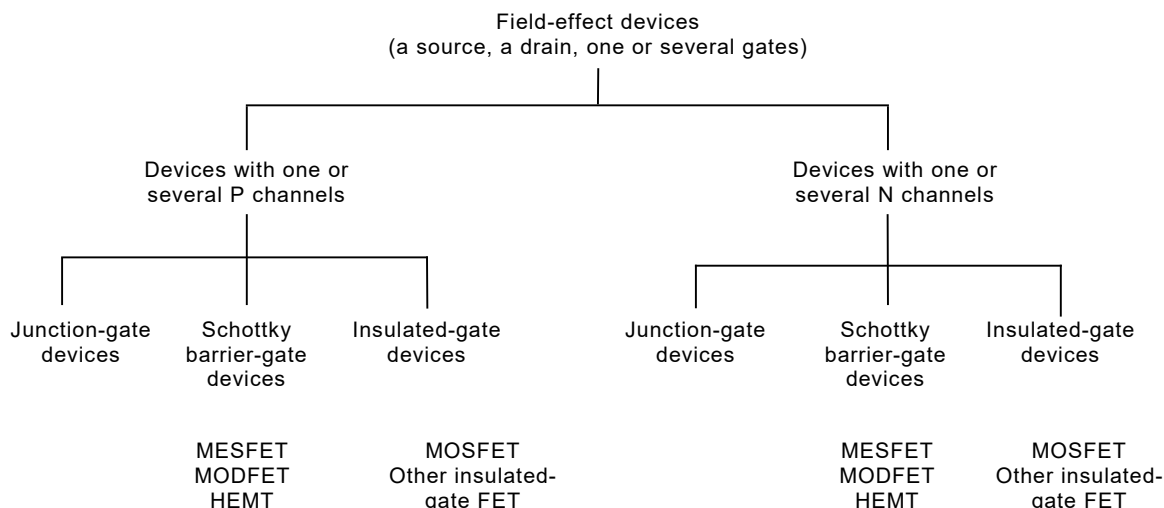 Field-effect devices
(a source, a drain, one or several gates)
Devices with one or
several P channels
Devices with one or
several N channels
Junction-gate
devices
Schottky
barrier-gate
devices
Insulated-gate
devices
Junction-gate
devices
Schottky
barrier-gate
devices
Insulated-gate
devices
MESFET
MODFET
HEMT
MOSFET
Other insulated-
gate FET
MESFET
MODFET
HEMT
MOSFET
Other insulated-
gate FET